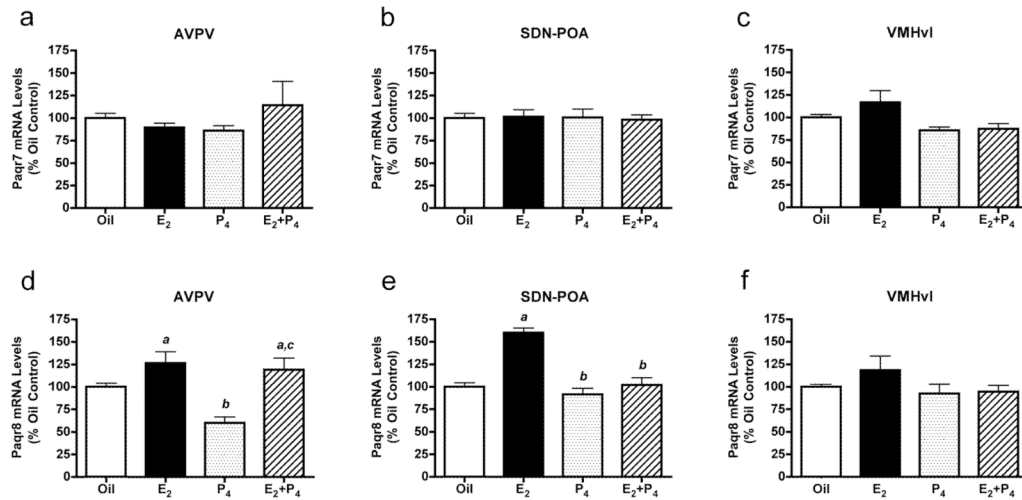 a
AVPV
Paqr7 mRNA Levels
(% Oil Control)
175
150
125
100
75
50
25
0
Oil E₂ P₄ E₂+P₄
b
SDN-POA
Paqr7 mRNA Levels
(% Oil Control)
175
150
125
100
75
50
25
0
Oil E₂ P₄ E₂+P₄
c
VMHvl
Paqr7 mRNA Levels
(% Oil Control)
175
150
125
100
75
50
25
0
Oil E₂ P₄ E₂+P₄
d
AVPV
Paqr8 mRNA Levels
(% Oil Control)
175
150
125
100
75
50
25
0
a
b
a,c
Oil E₂ P₄ E₂+P₄
e
SDN-POA
Paqr8 mRNA Levels
(% Oil Control)
175
150
125
100
75
50
25
0
a
b
b
Oil E₂ P₄ E₂+P₄
f
VMHvl
Paqr8 mRNA Levels
(% Oil Control)
175
150
125
100
75
50
25
0
Oil E₂ P₄ E₂+P₄